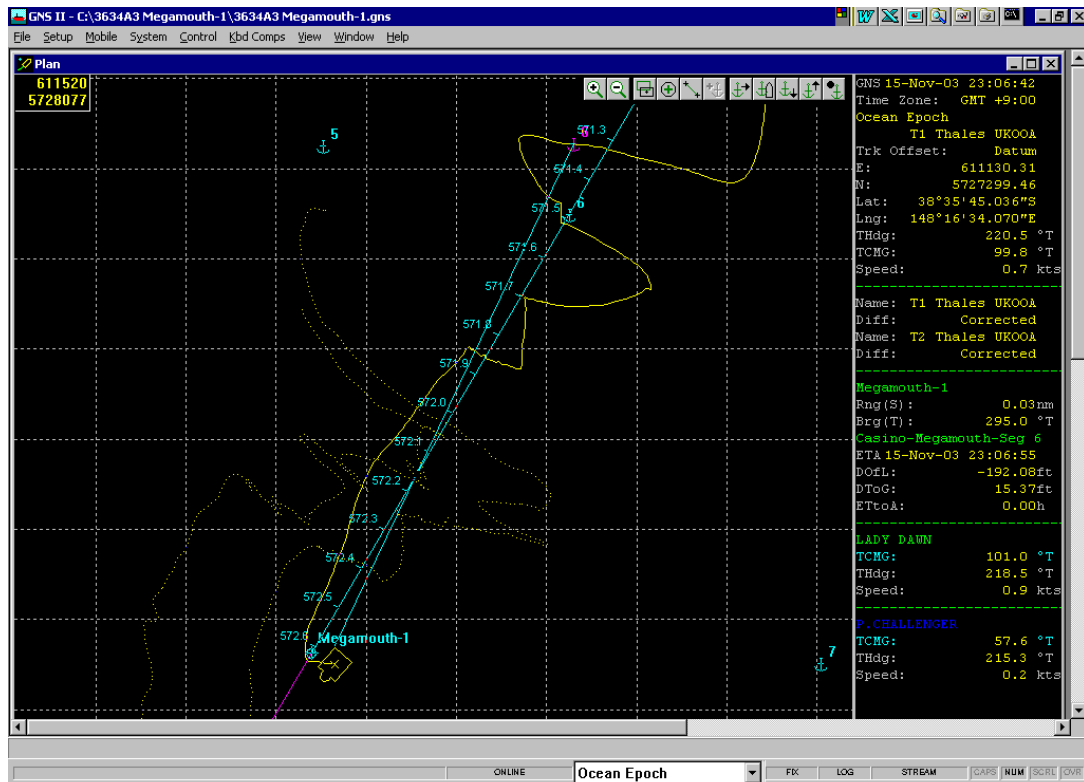 GNS II - C:\3634A3 Megamouth-1\3634A3 Megamouth-1.gns
File Setup Mobile System Control Kbd Comps View Window Help
Plan
611520
5728077
5
6
571.3
571.4
571.5
6
571.6
571.7
571.8
571.9
572.0
572.1
572.2
572.3
572.4
572.5
572.6
Megamouth-1
7
GNS 15-Nov-03 23:06:42
Time Zone: GMT +9:00
Ocean Epoch
T1 Thales UKOOA
Trk Offset: Datum
E: 611130.31
N: 5727299.46
Lat: 38°35'45.036"S
Lng: 148°16'34.070"E
THdg: 220.5 °T
TCMG: 99.8 °T
Speed: 0.7 kts
Name: T1 Thales UKOOA
Diff: Corrected
Name: T2 Thales UKOOA
Diff: Corrected
Megamouth-1
Rng(S): 0.03nm
Brg(T): 295.0 °T
Casino-Megamouth-Seg 6
ETA 15-Nov-03 23:06:55
DOfL: -192.08ft
DToG: 15.37ft
ETtoA: 0.00h
LADY DAWN
TCMG: 101.0 °T
THdg: 218.5 °T
Speed: 0.9 kts
P.CHALLENGER
TCMG: 57.6 °T
THdg: 215.3 °T
Speed: 0.2 kts
ONLINE
Ocean Epoch
FIX
LOG
STREAM
CAPS
NUM
SCRL
OVR